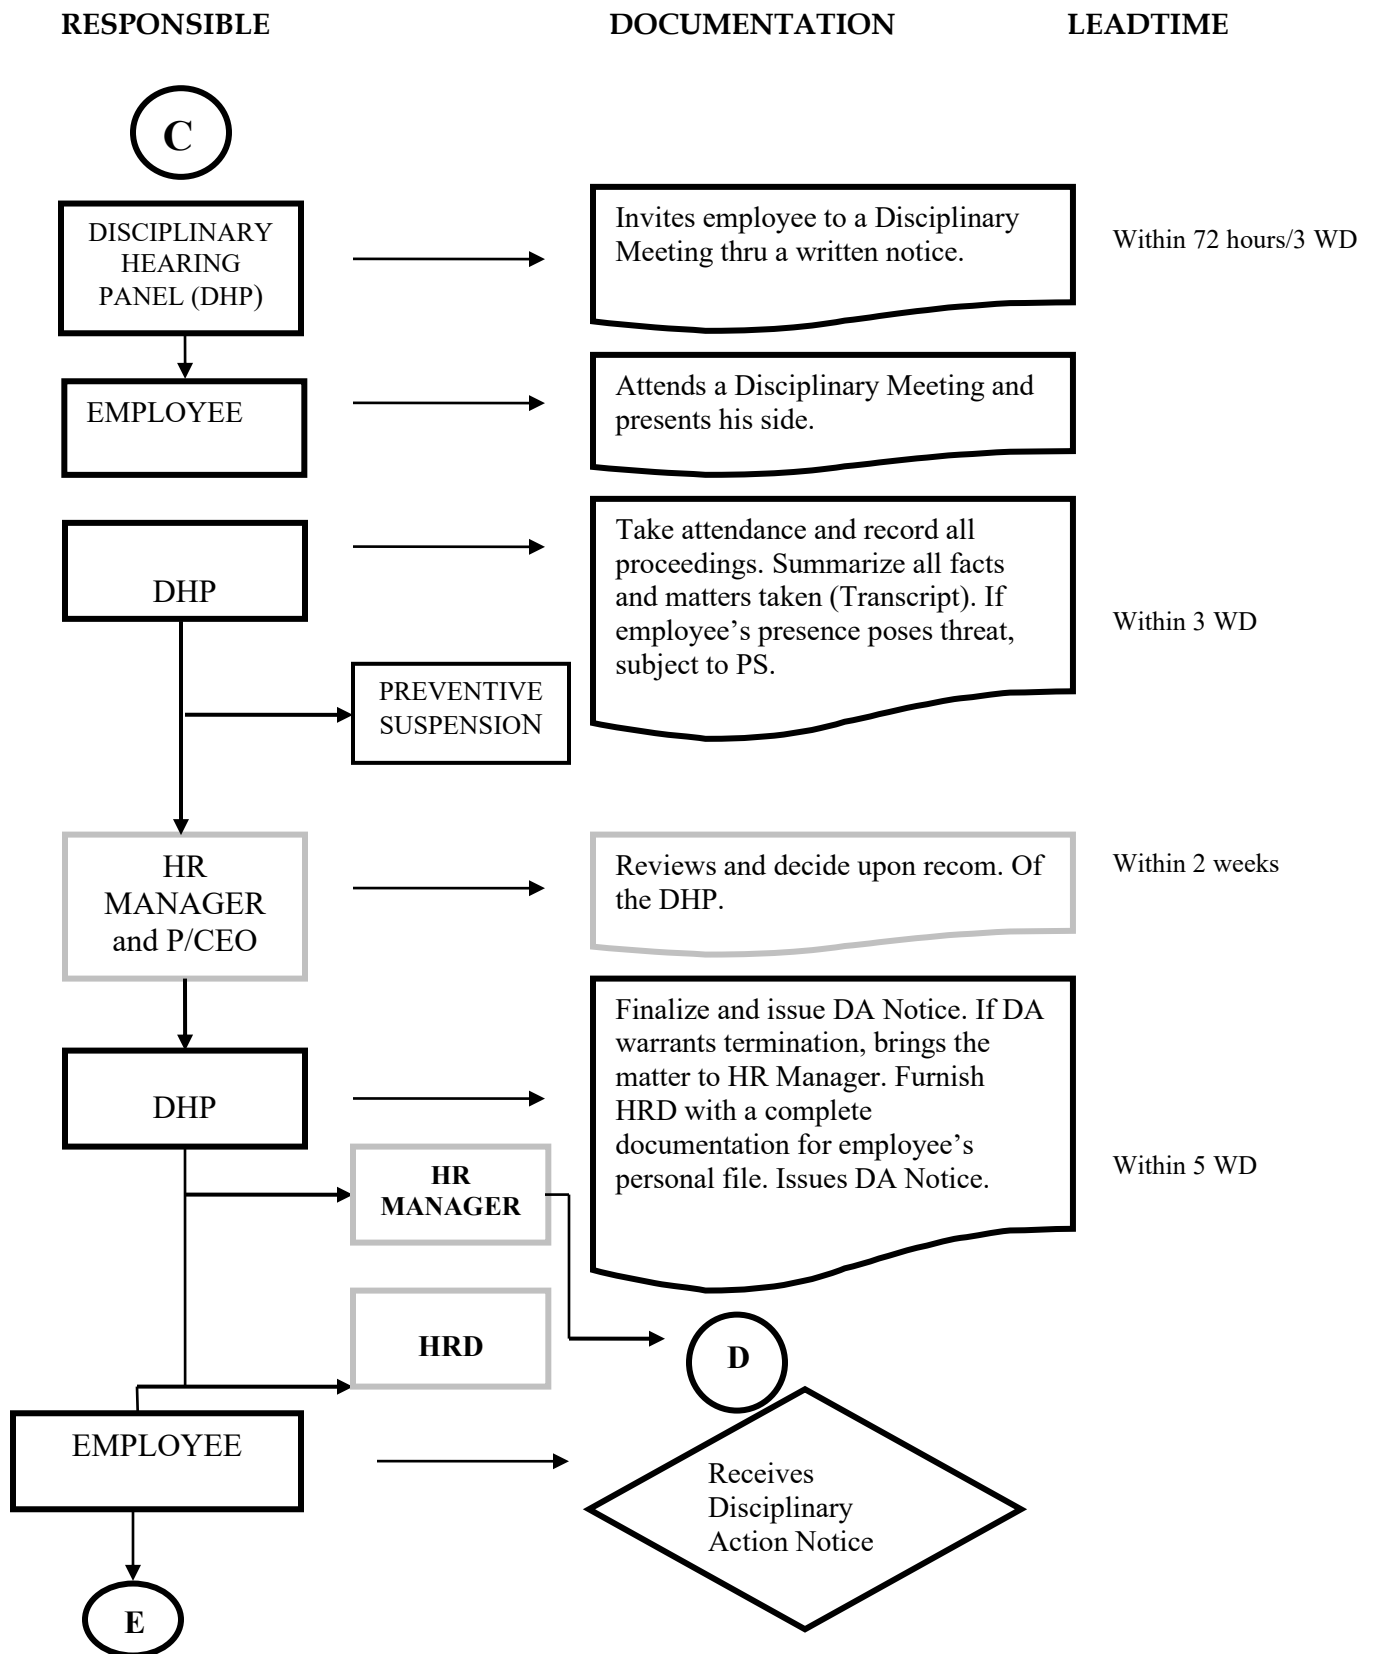 RESPONSIBLE DOCUMENTATION LEADTIME
C
DISCIPLINARY
HEARING
PANEL (DHP)
Invites employee to a Disciplinary
Meeting thru a written notice.
Within 72 hours/3 WD
EMPLOYEE
Attends a Disciplinary Meeting and
presents his side.
DHP
Take attendance and record all
proceedings. Summarize all facts
and matters taken (Transcript). If
employee’s presence poses threat,
subject to PS.
Within 3 WD
PREVENTIVE
SUSPENSION
HR
MANAGER
and P/CEO
Reviews and decide upon recom. Of
the DHP.
Within 2 weeks
DHP
Finalize and issue DA Notice. If DA
warrants termination, brings the
matter to HR Manager. Furnish
HRD with a complete
documentation for employee’s
personal file. Issues DA Notice.
Within 5 WD
HR
MANAGER
HRD
D
EMPLOYEE
Receives
Disciplinary
Action Notice
E